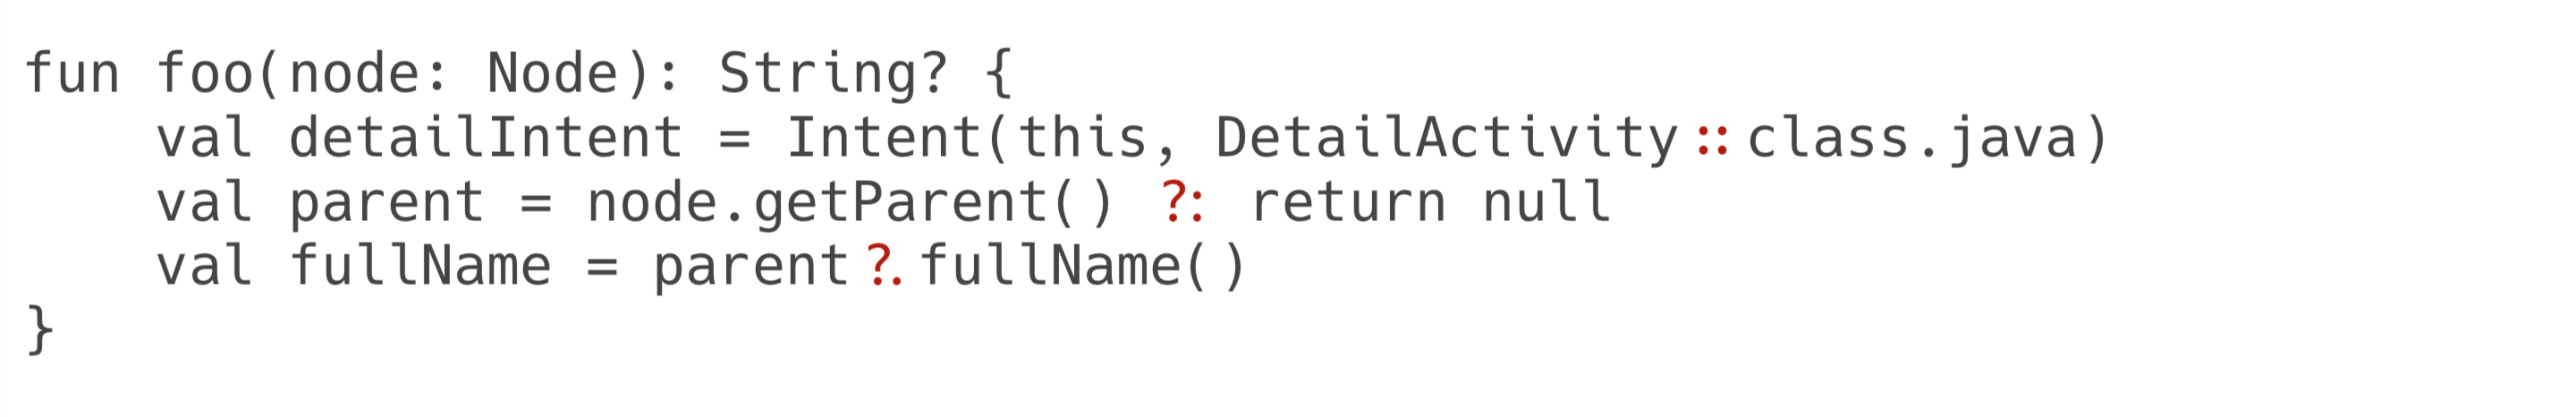 fun foo(node: Node): String? {
    val detailIntent = Intent(this, DetailActivity::class.java)
    val parent = node.getParent() ?: return null
    val fullName = parent?.fullName()
}